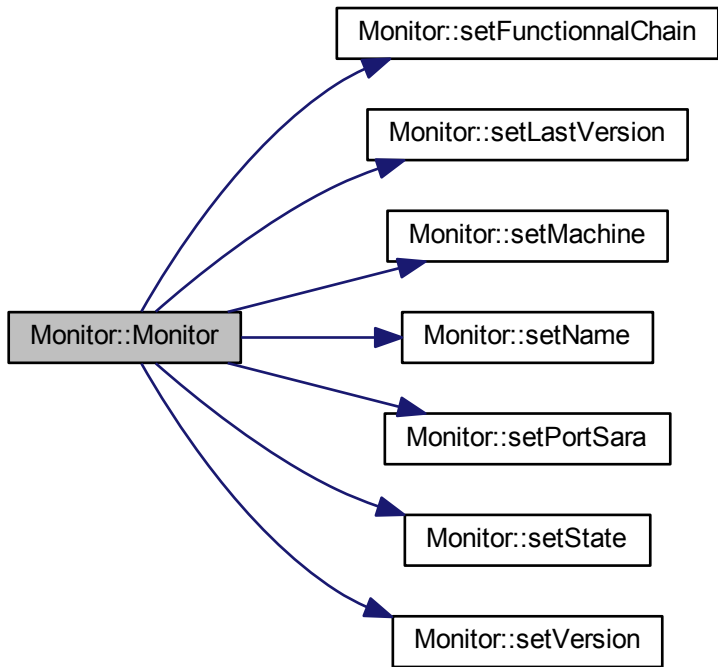 Monitor::setFunctionnalChain
Monitor::setLastVersion
Monitor::setMachine
Monitor::Monitor
Monitor::setName
Monitor::setPortSara
Monitor::setState
Monitor::setVersion